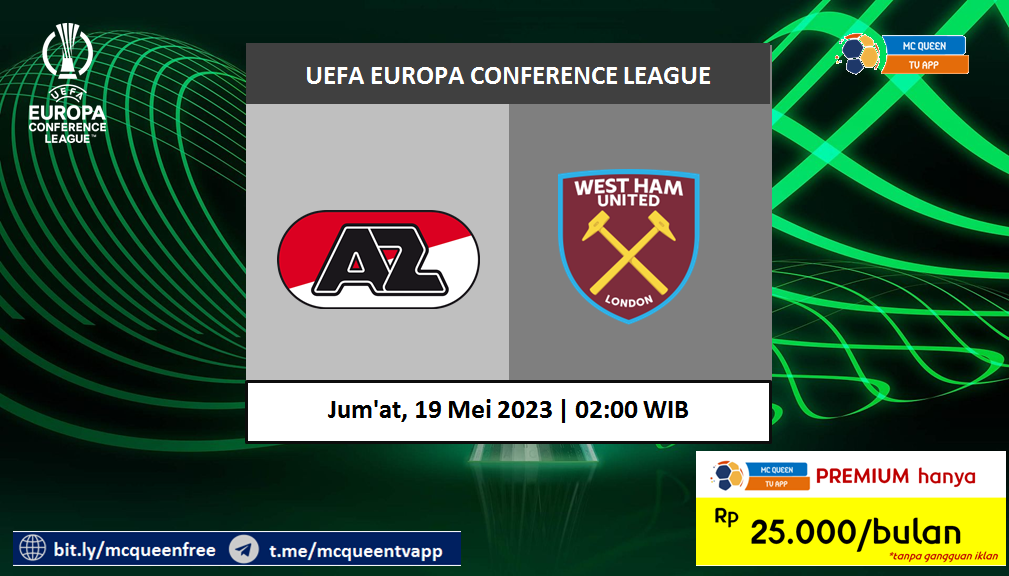 UEFA
EUROPA
CONFERENCE
LEAGUE™
UEFA EUROPA CONFERENCE LEAGUE
MC QUEEN
TV APP
AZ
WEST HAM
UNITED
LONDON
Jum'at, 19 Mei 2023 | 02:00 WIB
MC QUEEN
TV APP
PREMIUM hanya
Rp 25.000/bulan
*tanpa gangguan iklan
bit.ly/mcqueenfree
t.me/mcqueentvapp